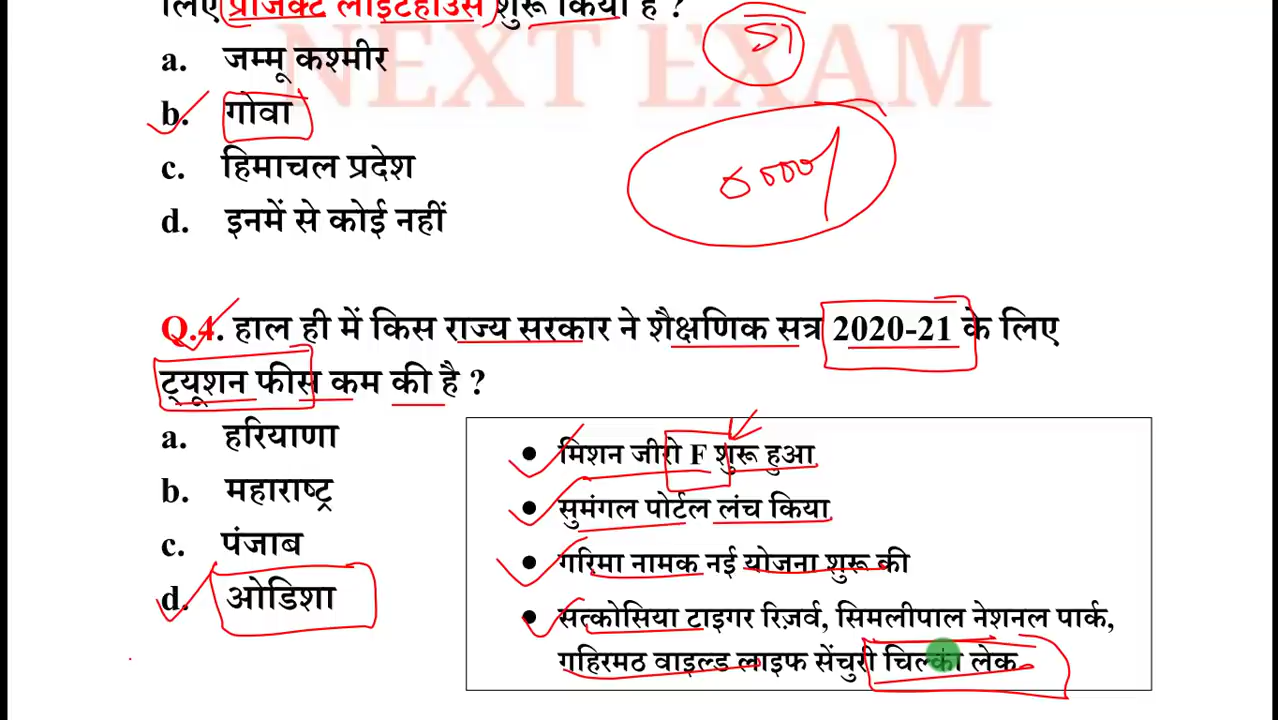 लिए प्रोजेक्ट लाइटहाउस शुरू किया है ?
NEXT EXAM
a. जम्मू कश्मीर
b. गोवा
c. हिमाचल प्रदेश
d. इनमें से कोई नहीं
Q.4. हाल ही में किस राज्य सरकार ने शैक्षणिक सत्र 2020-21 के लिए
ट्यूशन फीस कम की है ?
a. हरियाणा
b. महाराष्ट्र
c. पंजाब
d. ओडिशा
• मिशन जीरो F शुरू हुआ
• सुमंगल पोर्टल लंच किया
• गरिमा नामक नई योजना शुरू की
• सत्कोसिया टाइगर रिज़र्व, सिमलीपाल नेशनल पार्क,
गहिरमठ वाइल्ड लाइफ सेंचुरी चिल्का लेक